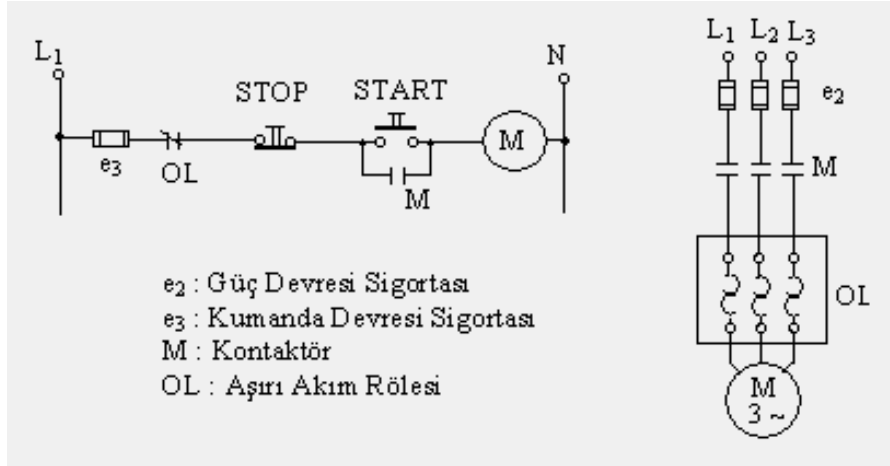 L₁
N
STOP
START
e₃
OL
M
M
e₂ : Güç Devresi Sigortası
e₃ : Kumanda Devresi Sigortası
M : Kontaktör
OL : Aşırı Akım Rölesi
L₁ L₂ L₃
e₂
M
OL
M
3 ~